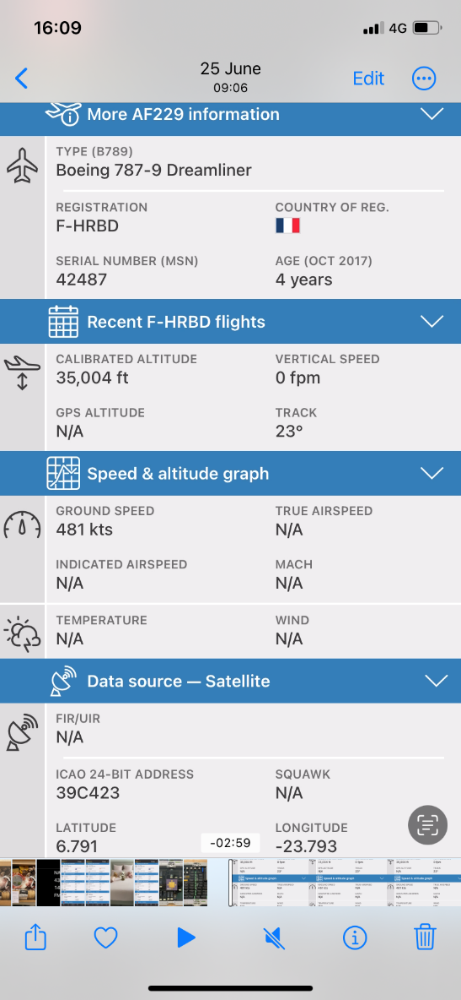 16:09
4G
25 June
09:06
Edit
More AF229 information
TYPE (B789)
Boeing 787-9 Dreamliner
REGISTRATION
COUNTRY OF REG.
F-HRBD
SERIAL NUMBER (MSN)
AGE (OCT 2017)
42487
4 years
Recent F-HRBD flights
CALIBRATED ALTITUDE
VERTICAL SPEED
35,004 ft
0 fpm
GPS ALTITUDE
TRACK
N/A
23°
Speed & altitude graph
GROUND SPEED
TRUE AIRSPEED
481 kts
N/A
INDICATED AIRSPEED
MACH
N/A
N/A
TEMPERATURE
WIND
N/A
N/A
Data source — Satellite
FIR/UIR
N/A
ICAO 24-BIT ADDRESS
SQUAWK
39C423
N/A
LATITUDE
LONGITUDE
6.791
-02:59
-23.793